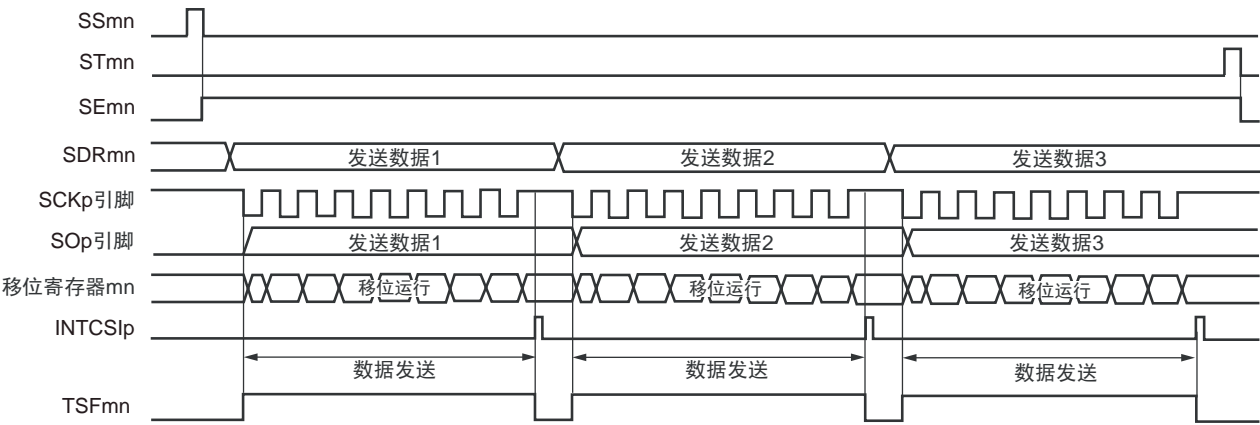 SSmn
STmn
SEmn
SDRmn 发送数据1 发送数据2 发送数据3
SCKp引脚
SOp引脚 发送数据1 发送数据2 发送数据3
移位寄存器mn 移位运行 移位运行 移位运行
INTCSIp
数据发送 数据发送 数据发送
TSFmn